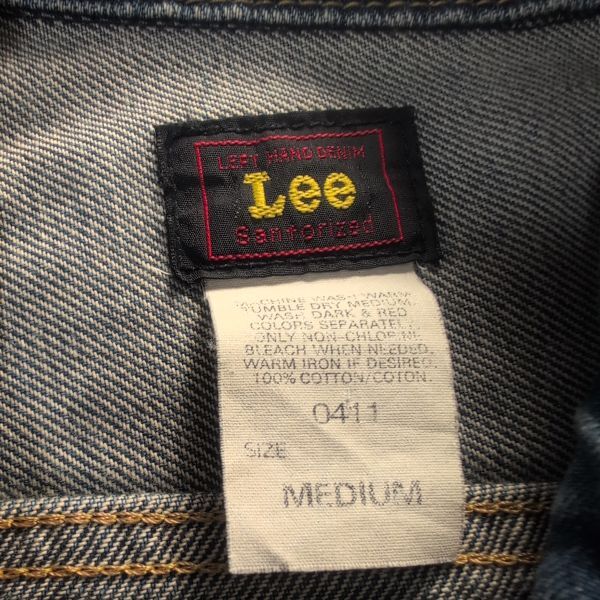 LEFT HAND DENIM
Lee
Sanforized
MACHINE WASH WARM
TUMBLE DRY MEDIUM.
WASH DARK & RED
COLORS SEPARATELY.
ONLY NON-CHLORINE
BLEACH WHEN NEEDED.
WARM IRON IF DESIRED.
100% COTTON/COTON.
0411
SIZE
MEDIUM